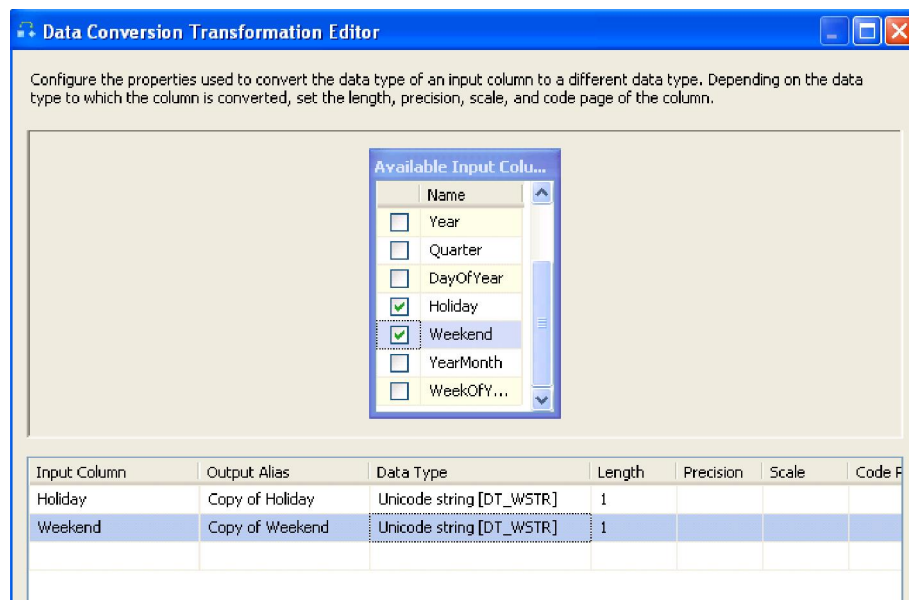 Data Conversion Transformation Editor
Configure the properties used to convert the data type of an input column to a different data type. Depending on the data
type to which the column is converted, set the length, precision, scale, and code page of the column.
Available Input Colu...
Name
Year
Quarter
DayOfYear
Holiday
Weekend
YearMonth
WeekOfY...
Input Column Output Alias Data Type Length Precision Scale Code P
Holiday Copy of Holiday Unicode string [DT_WSTR] 1
Weekend Copy of Weekend Unicode string [DT_WSTR] 1